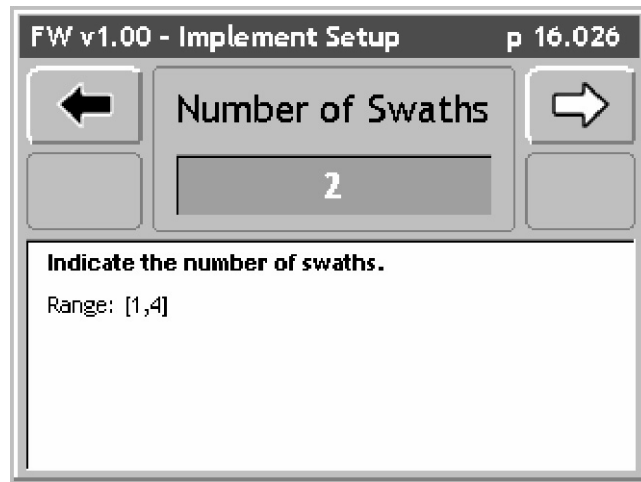 FW v1.00 - Implement Setup p 16.026
Number of Swaths
2
Indicate the number of swaths.
Range: [1,4]